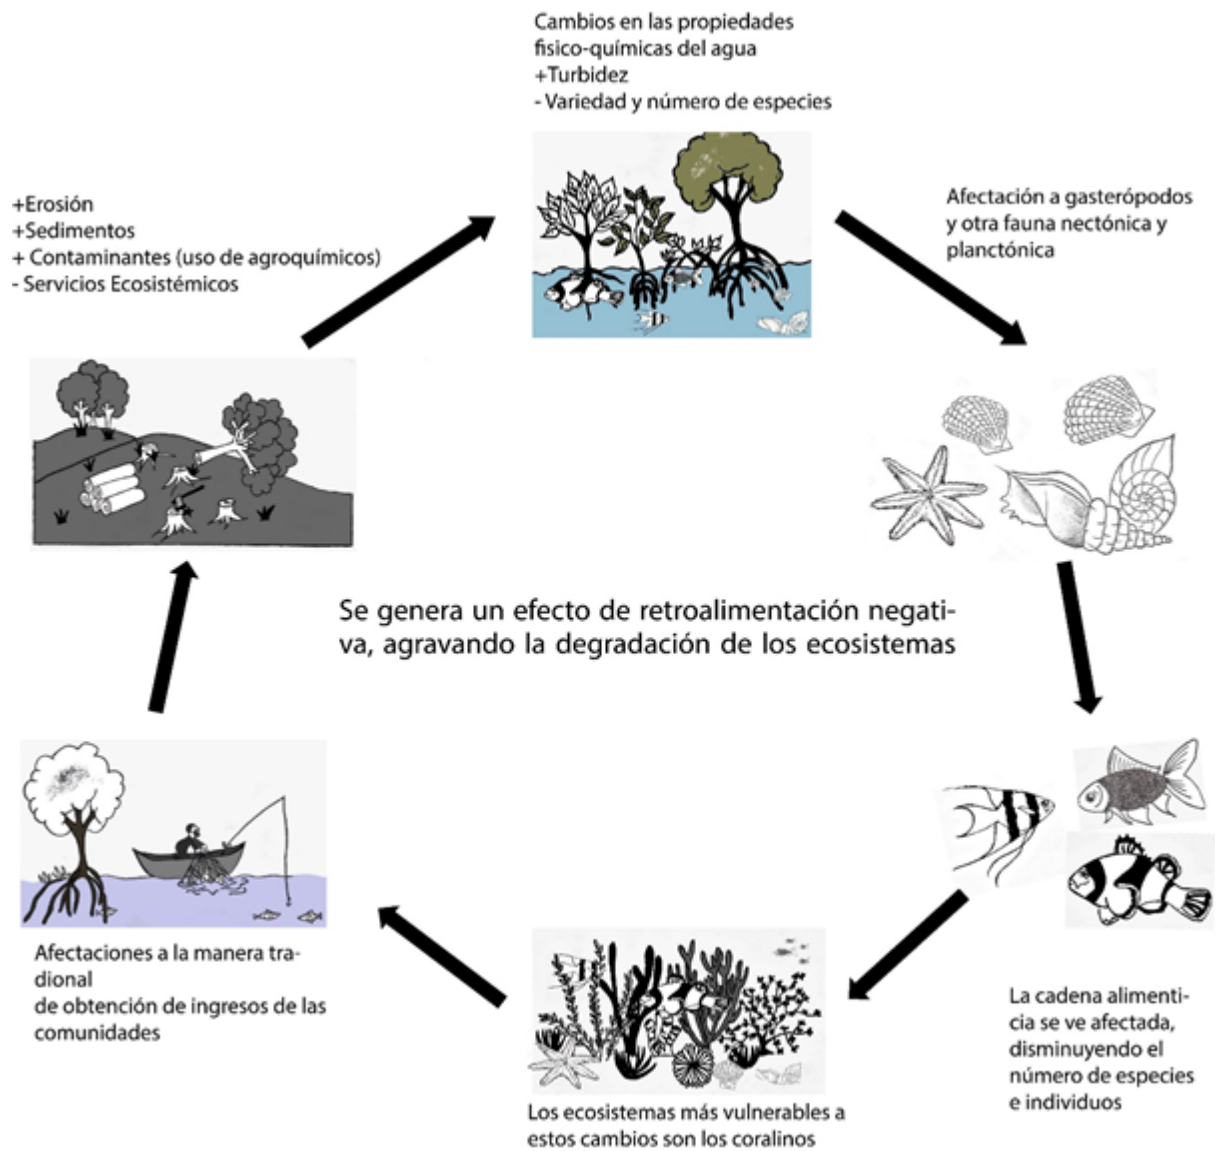 Cambios en las propiedades
fisico-químicas del agua
+Turbidez
- Variedad y número de especies
+Erosión
+Sedimentos
+ Contaminantes (uso de agroquímicos)
- Servicios Ecosistémicos
Afectación a gasterópodos
y otra fauna nectónica y
planctónica
Se genera un efecto de retroalimentación negati-
va, agravando la degradación de los ecosistemas
Afectaciones a la manera tra-
dional
de obtención de ingresos de las
comunidades
La cadena alimenti-
cia se ve afectada,
disminuyendo el
número de especies
e individuos
Los ecosistemas más vulnerables a
estos cambios son los coralinos